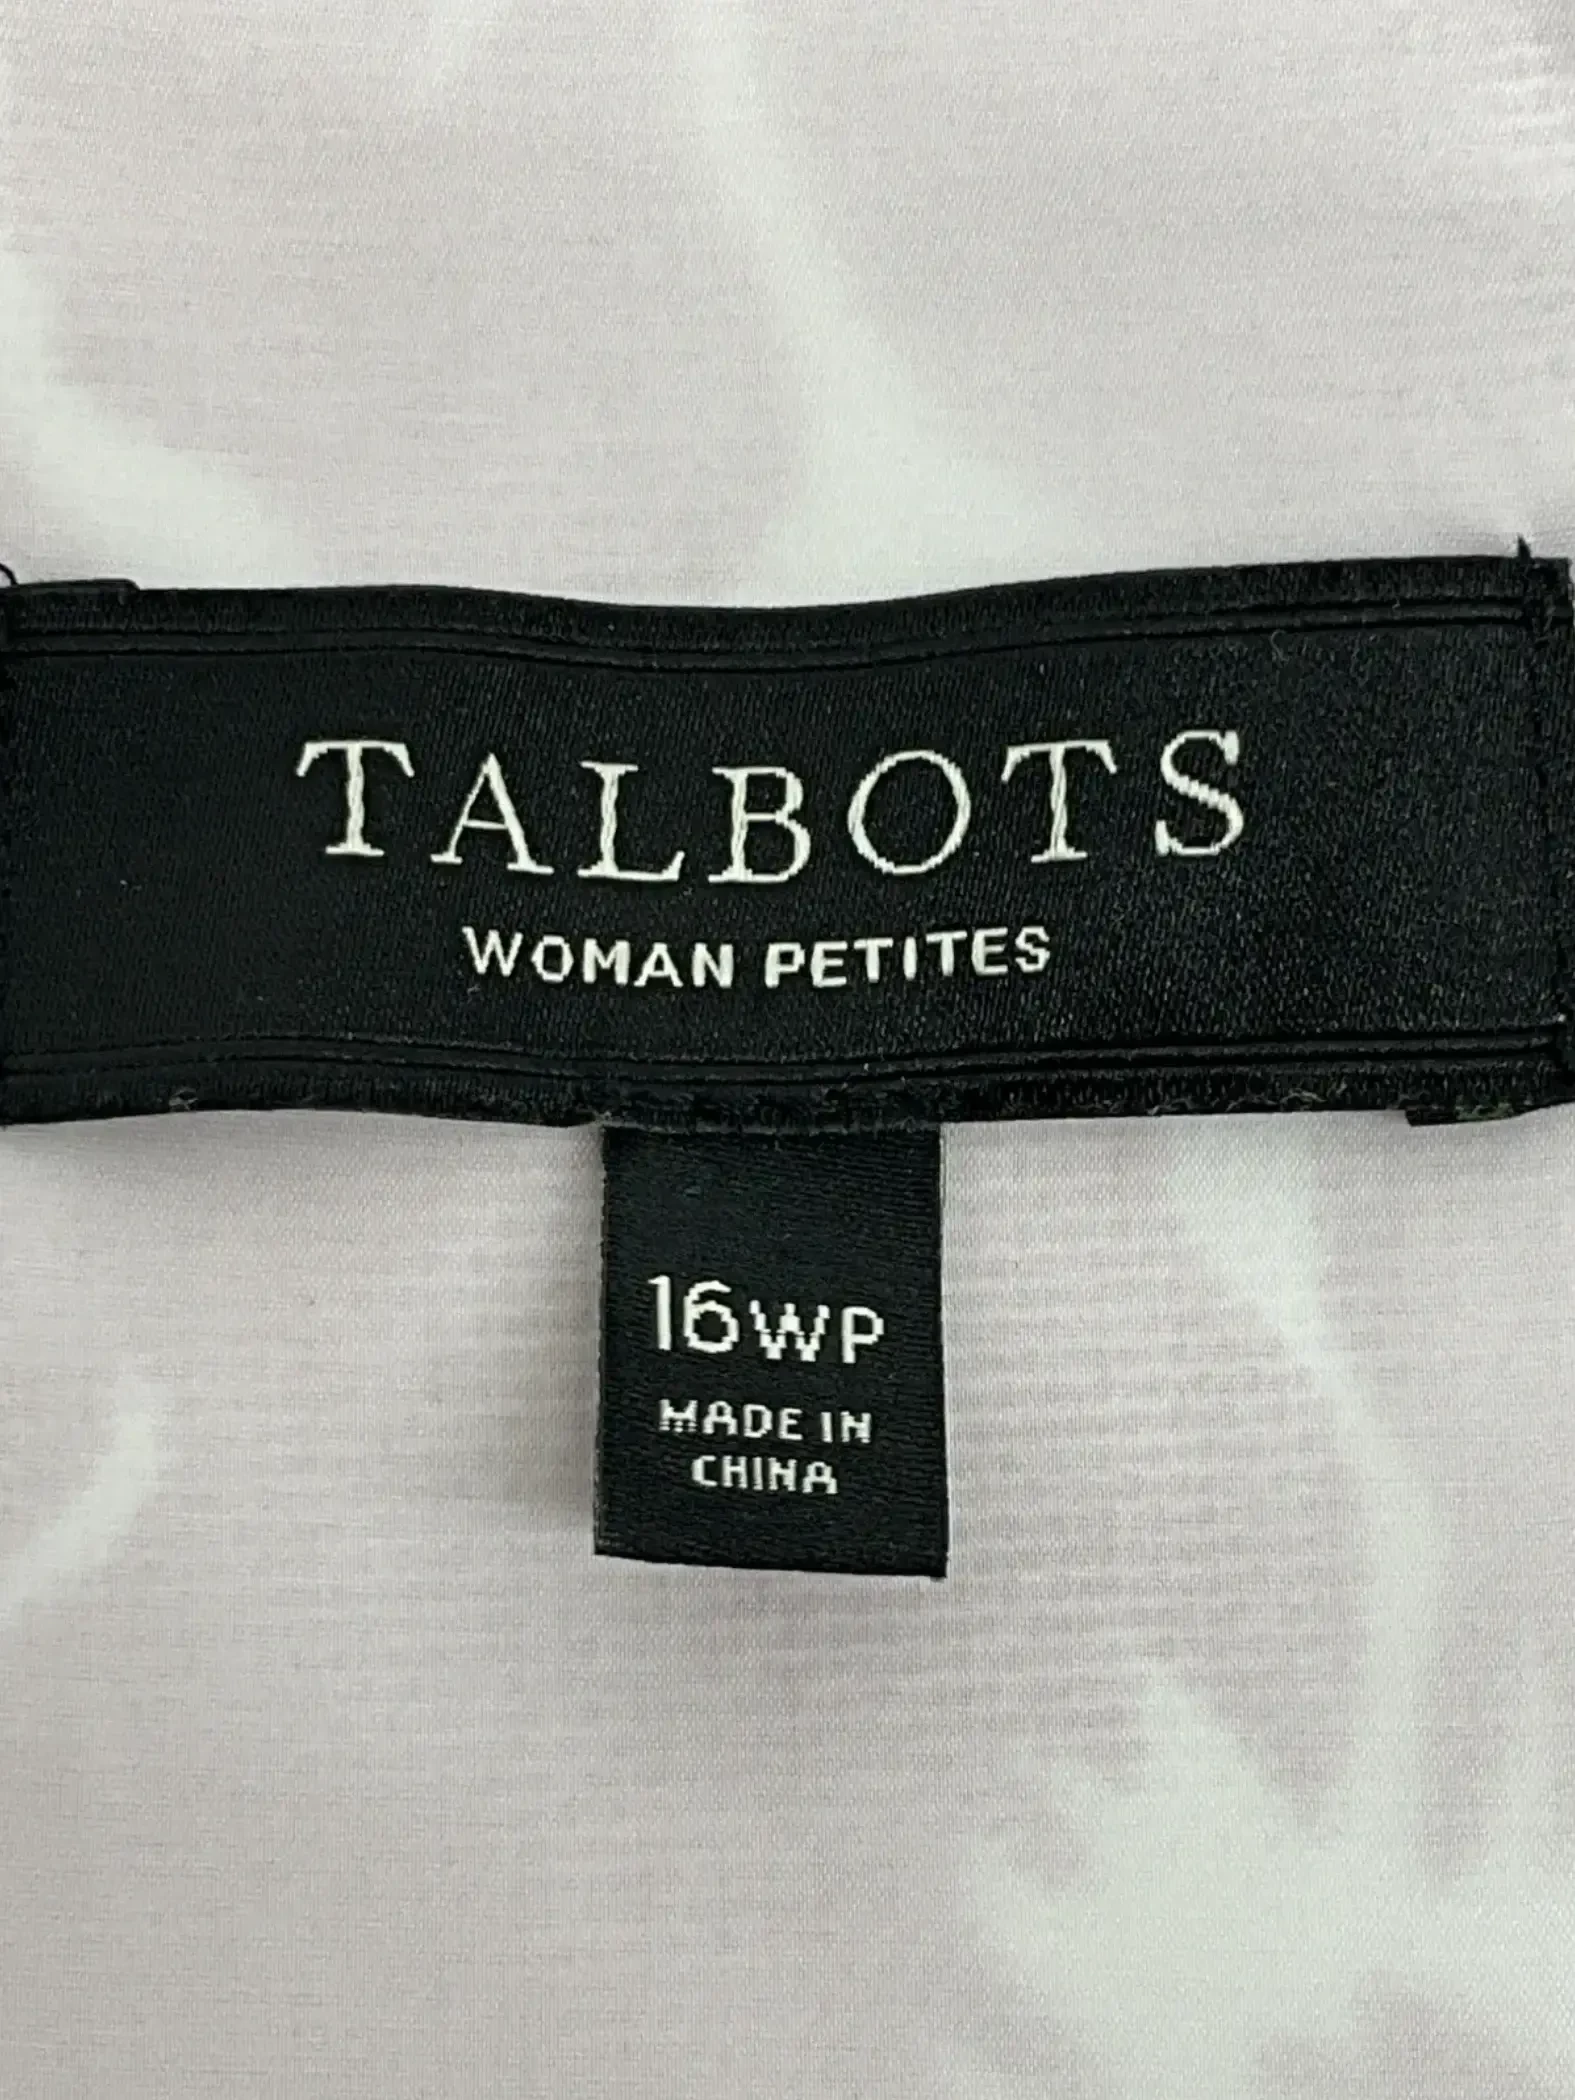 TALBOTS
WOMAN PETITES
16WP
MADE IN
CHINA